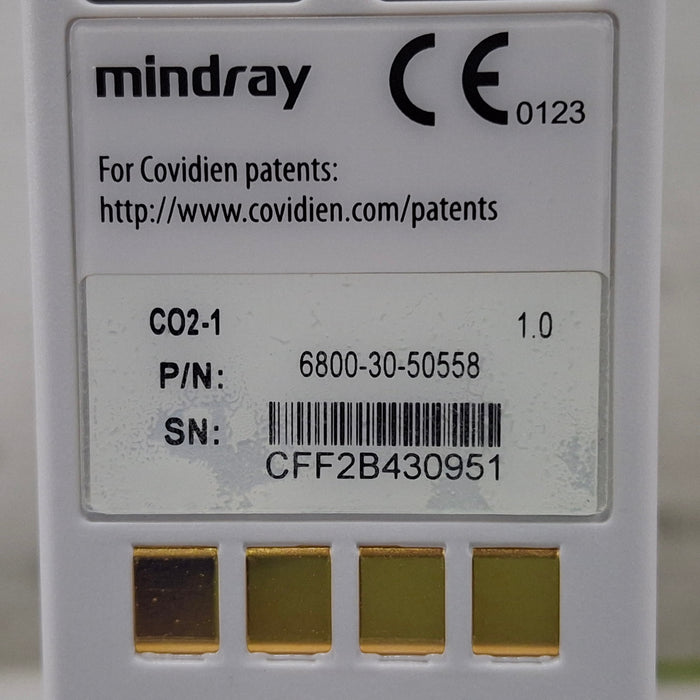 mindray CE 0123
For Covidien patents:
http://www.covidien.com/patents
CO2-1 1.0
P/N: 6800-30-50558
SN:
CFF2B430951